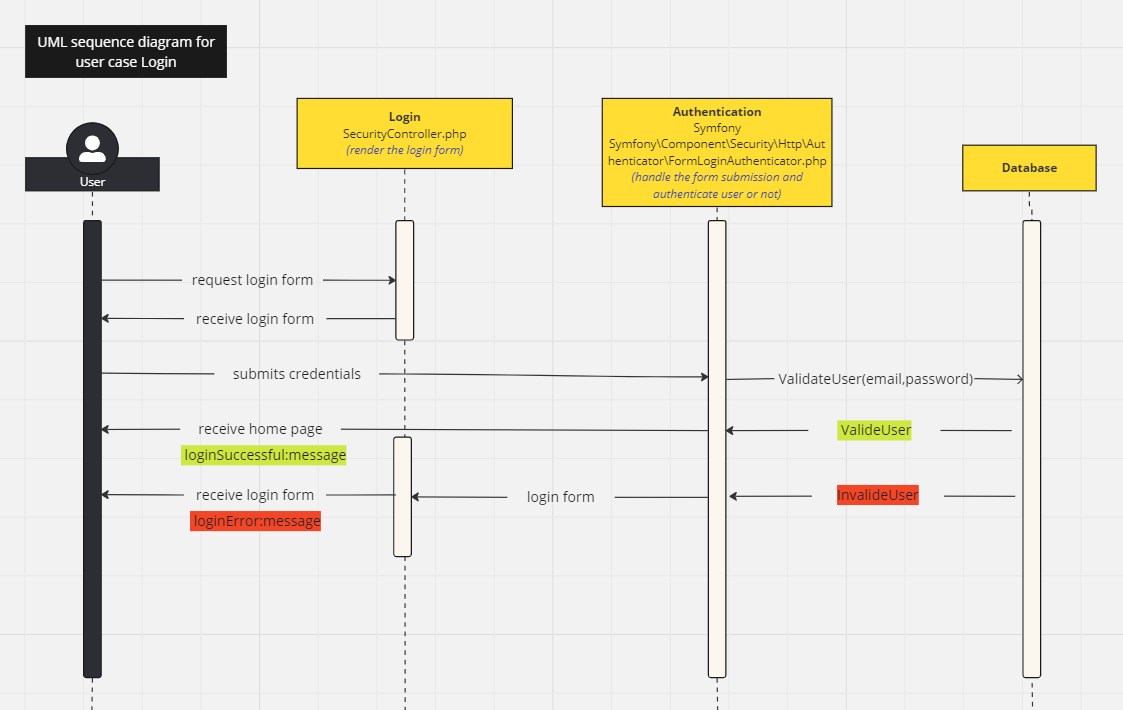 UML sequence diagram for
user case Login
User
Login
SecurityController.php
(render the login form)
Authentication
Symfony
Symfony\Component\Security\Http\Aut
henticator\FormLoginAuthenticator.php
(handle the form submission and
authenticate user or not)
Database
request login form
receive login form
submits credentials
ValidateUser(email,password)
receive home page
ValideUser
loginSuccessful:message
receive login form
login form
InvalideUser
loginError:message